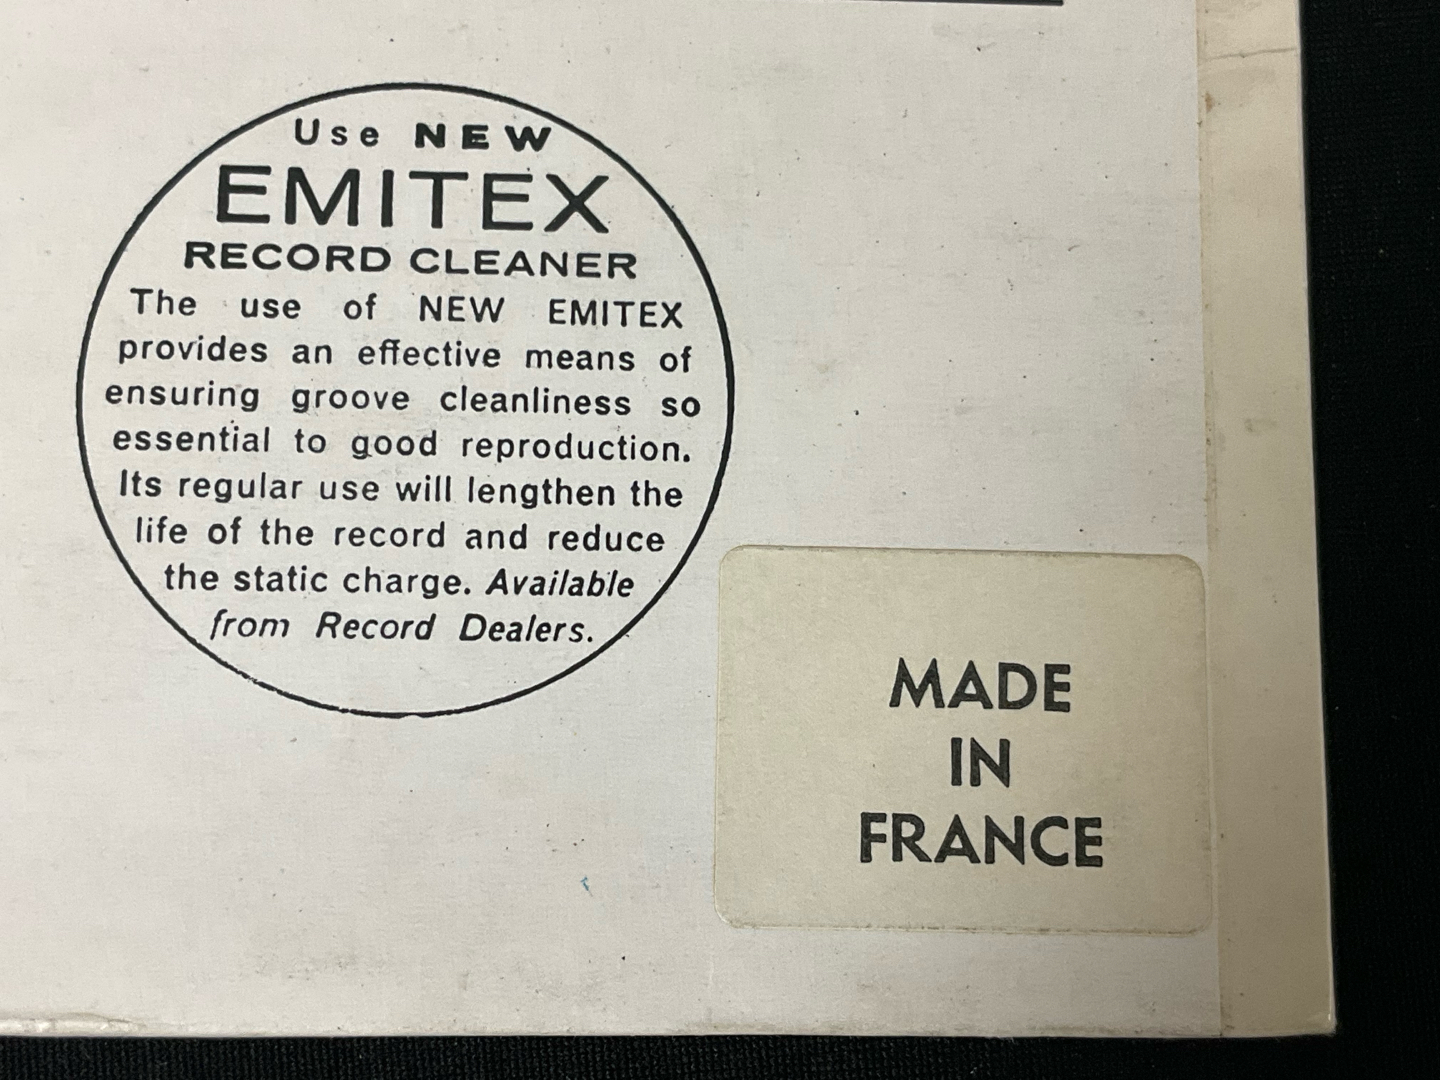 Use NEW
EMITEX
RECORD CLEANER
The use of NEW EMITEX
provides an effective means of
ensuring groove cleanliness so
essential to good reproduction.
Its regular use will lengthen the
life of the record and reduce
the static charge. Available
from Record Dealers.
MADE
IN
FRANCE